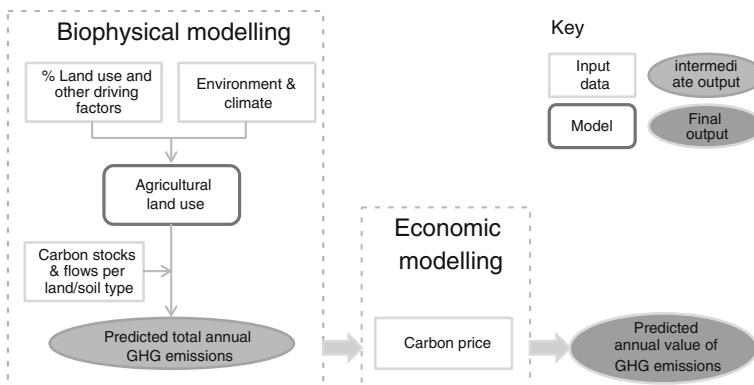 Biophysical modelling
% Land use and
other driving
factors
Environment &
climate
Agricultural
land use
Carbon stocks
& flows per
land/soil type
Predicted total annual
GHG emissions
Economic
modelling
Carbon price
Predicted
annual value of
GHG emissions
Key
Input
data
intermedi
ate output
Model
Final
output